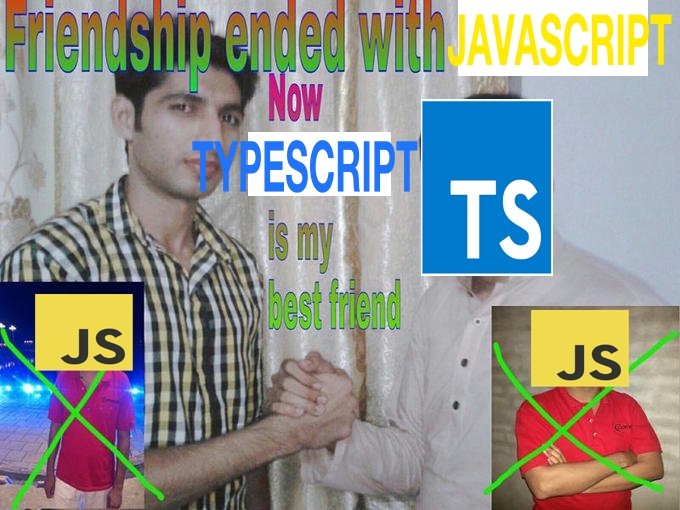 Friendship ended with JAVASCRIPT
Now
TYPESCRIPT
is my
best friend
TS
JS
JS